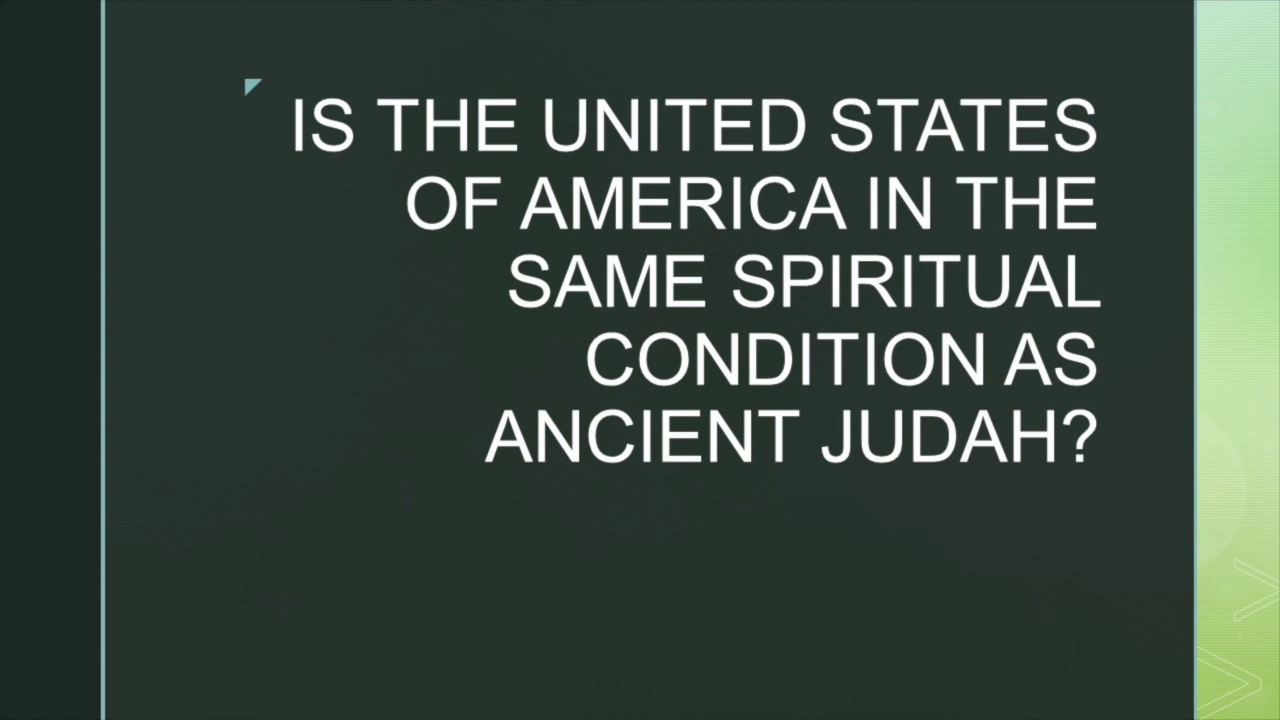 IS THE UNITED STATES
OF AMERICA IN THE
SAME SPIRITUAL
CONDITION AS
ANCIENT JUDAH?